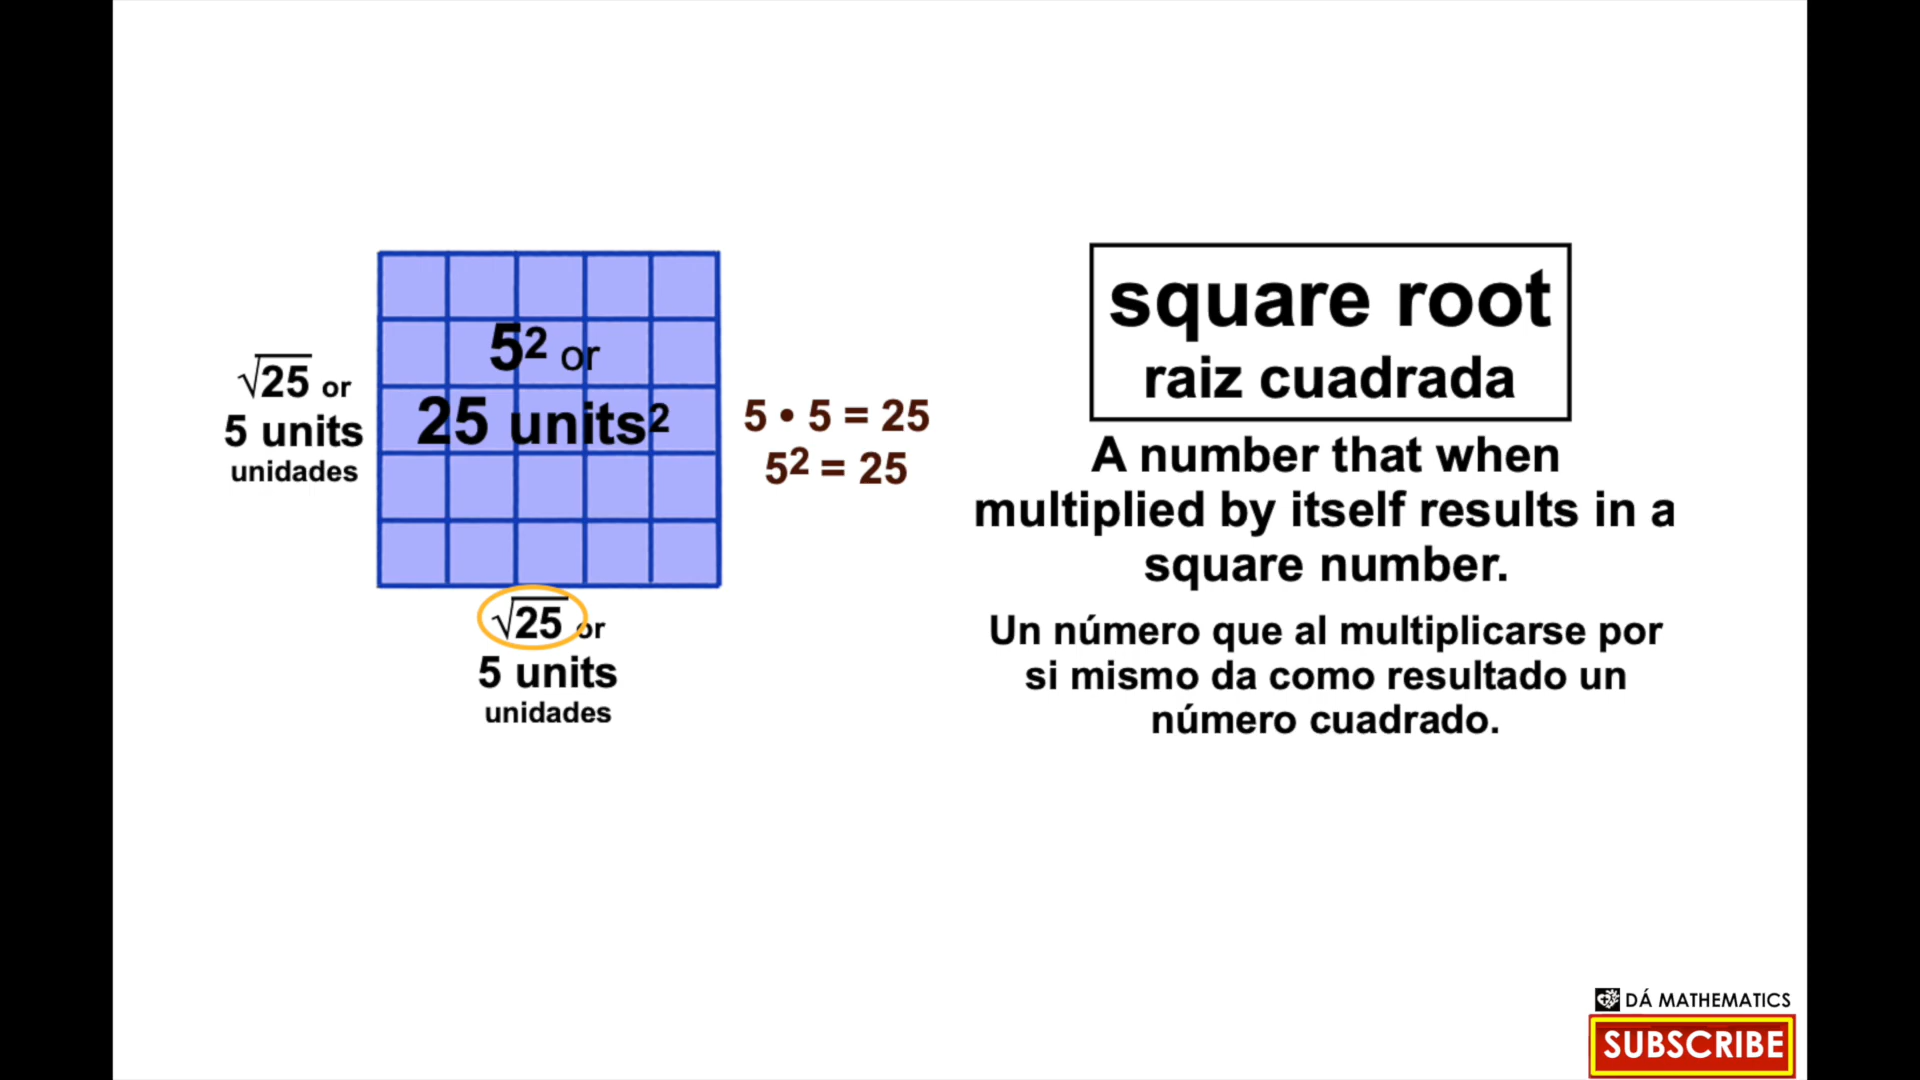 √25 or
5 units
unidades
5² or
25 units²
5 • 5 = 25
5² = 25
√25 or
5 units
unidades
square root
raiz cuadrada
A number that when
multiplied by itself results in a
square number.
Un número que al multiplicarse por
si mismo da como resultado un
número cuadrado.
DÁ MATHEMATICS
SUBSCRIBE